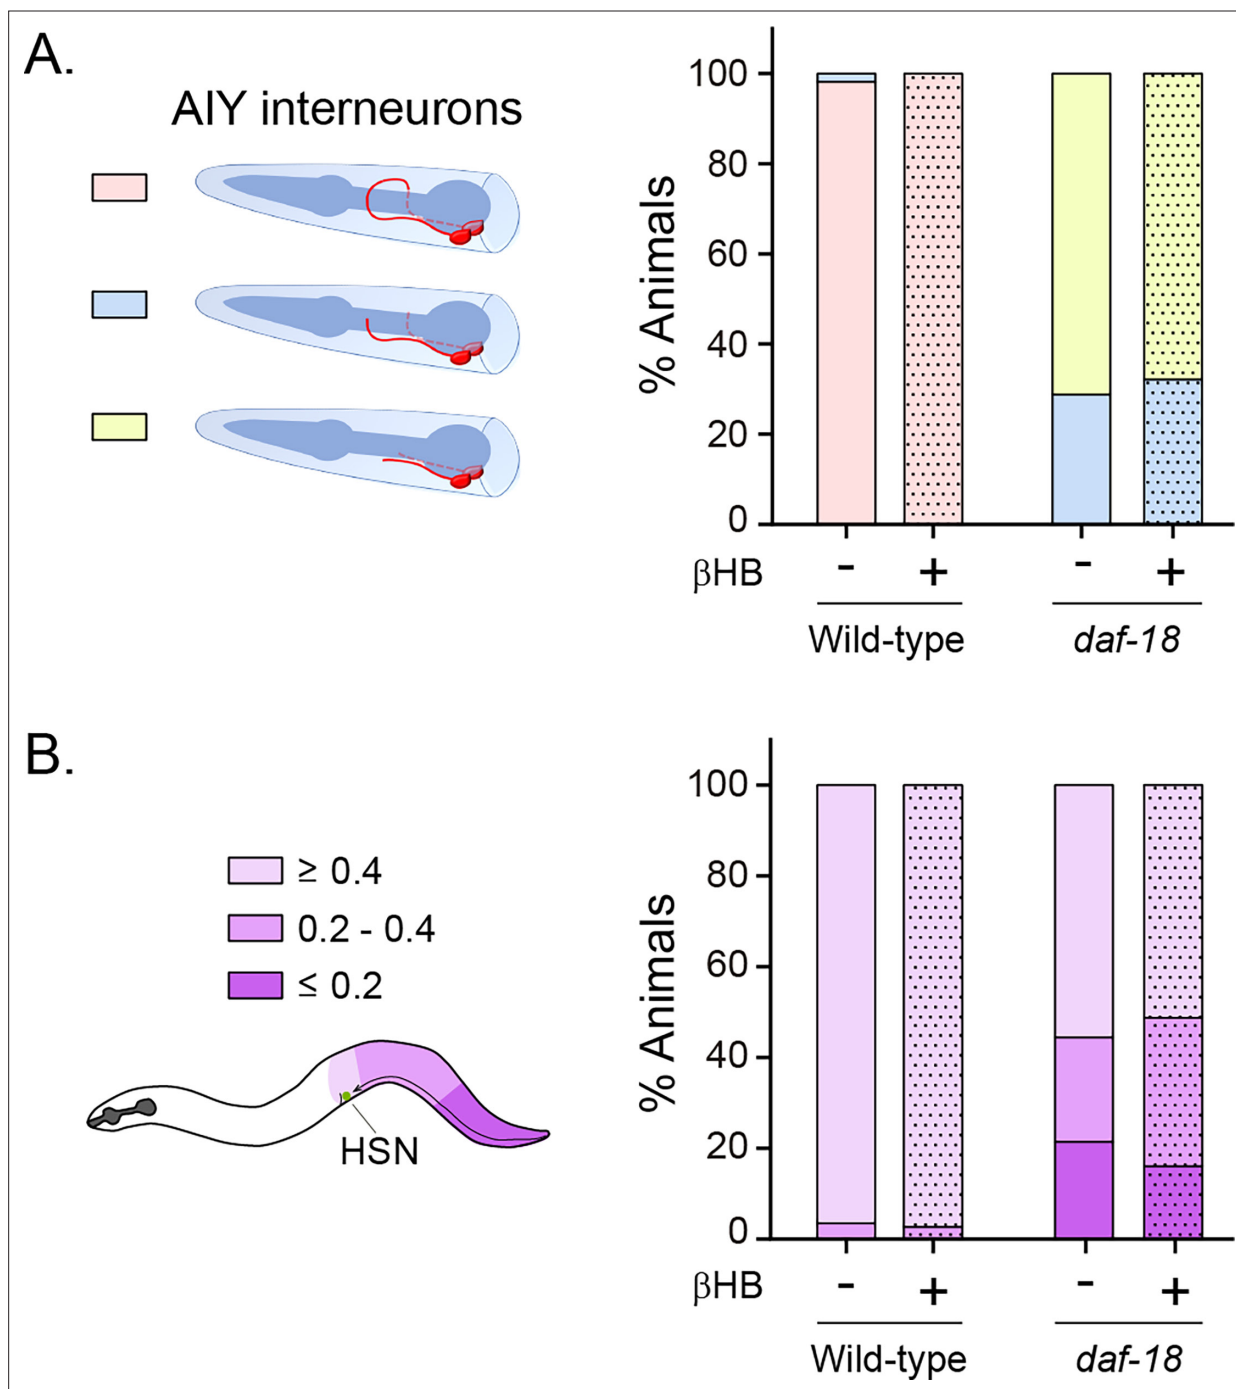 A.
AIY interneurons
% Animals
100
80
60
40
20
0
βHB - + - +
Wild-type daf-18
B.
≥ 0.4
0.2 - 0.4
≤ 0.2
HSN
% Animals
100
80
60
40
20
0
βHB - + - +
Wild-type daf-18